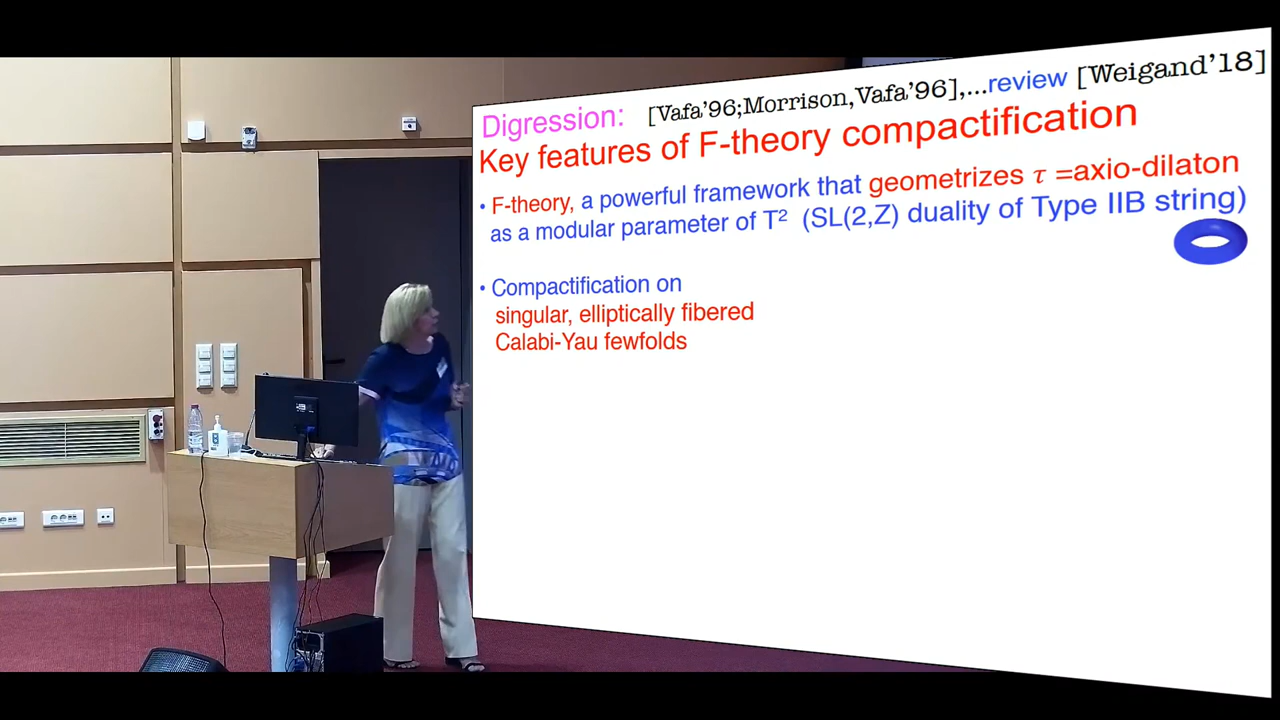 Digression: [Vafa'96;Morrison,Vafa'96],...review [Weigand'18]
Key features of F-theory compactification
• F-theory, a powerful framework that geometrizes τ =axio-dilaton
as a modular parameter of T² (SL(2,Z) duality of Type IIB string)
• Compactification on
singular, elliptically fibered
Calabi-Yau fewfolds